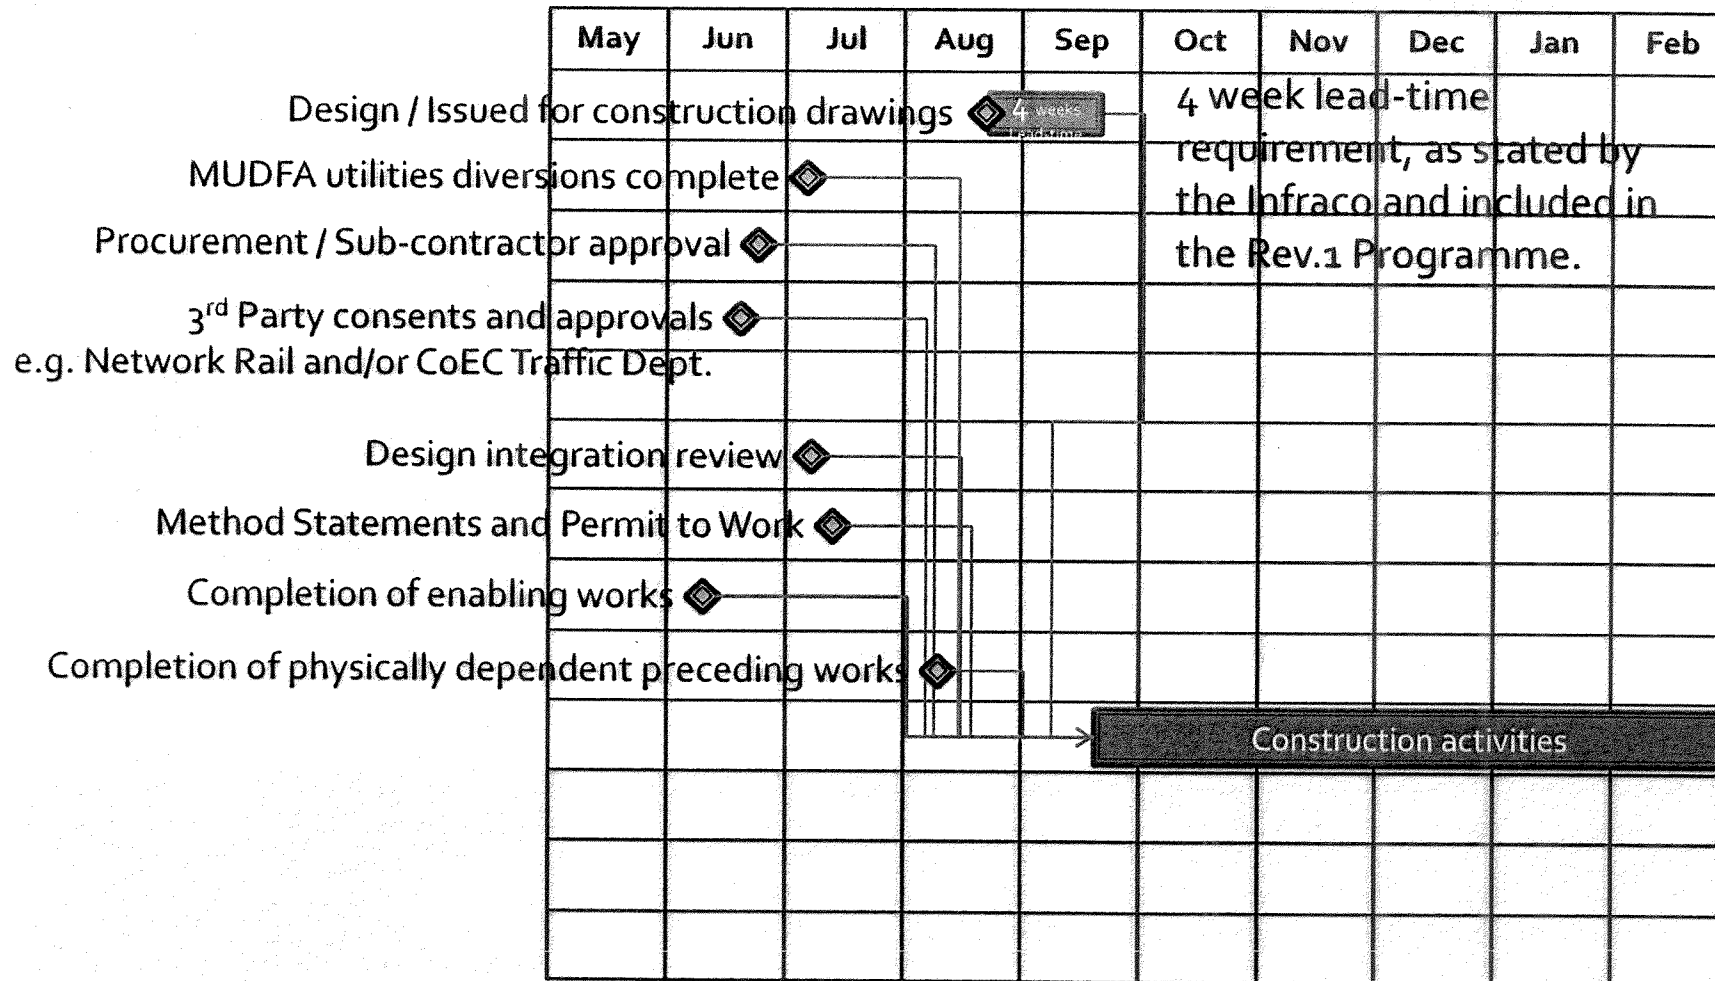 May Jun Jul Aug Sep Oct Nov Dec Jan Feb
Design / Issued for construction drawings
4 weeks
Lead-time
4 week lead-time
requirement, as stated by
the Infraco and included in
the Rev.1 Programme.
MUDFA utilities diversions complete
Procurement / Sub-contractor approval
3rd Party consents and approvals
e.g. Network Rail and/or CoEC Traffic Dept.
Design integration review
Method Statements and Permit to Work
Completion of enabling works
Completion of physically dependent preceding works
Construction activities